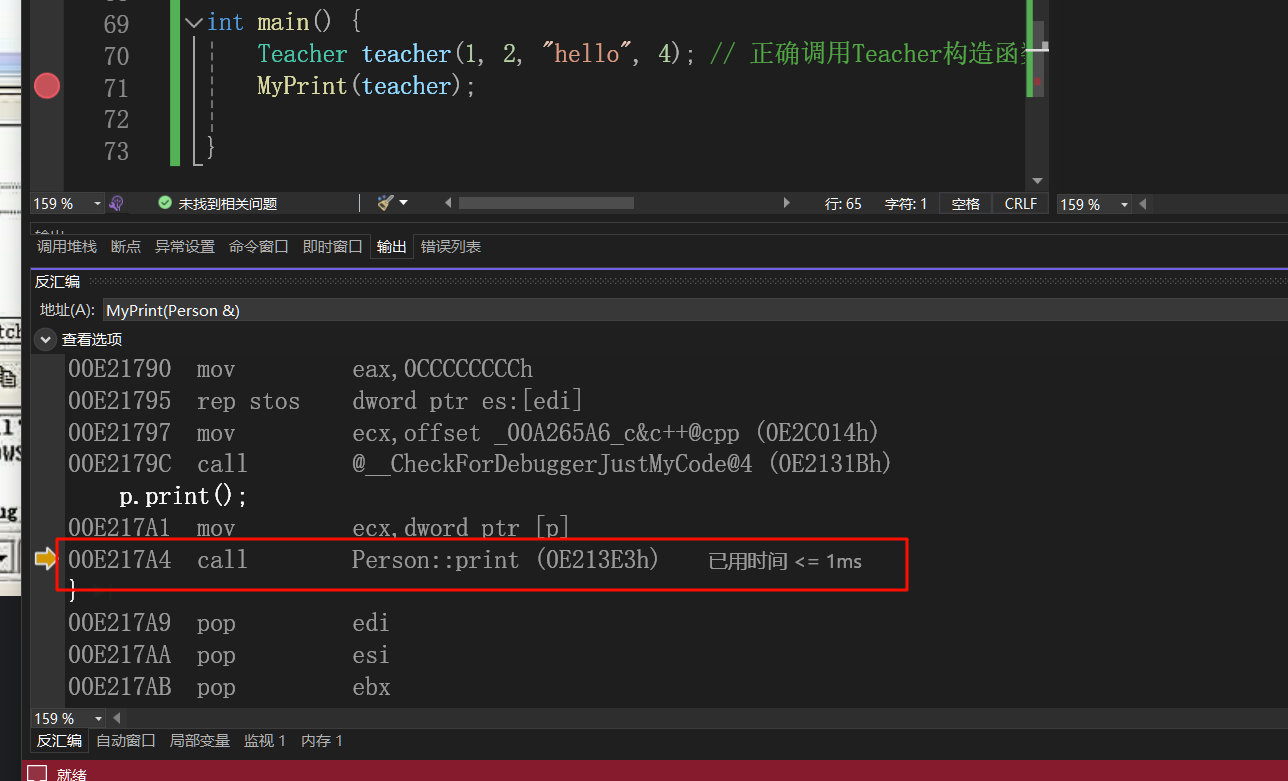 69 int main() {
70 Teacher teacher(1, 2, "hello", 4); // 正确调用Teacher构造函
71 MyPrint(teacher);
72
73 }
159 % 未找到相关问题 行: 65 字符: 1 空格 CRLF 159 %
调用堆栈 断点 异常设置 命令窗口 即时窗口 输出 错误列表
反汇编
地址(A): MyPrint(Person &)
查看选项
00E21790 mov eax,0CCCCCCCCh
00E21795 rep stos dword ptr es:[edi]
00E21797 mov ecx,offset _00A265A6_c&c++@cpp (0E2C014h)
00E2179C call @__CheckForDebuggerJustMyCode@4 (0E2131Bh)
p.print();
00E217A1 mov ecx,dword ptr [p]
00E217A4 call Person::print (0E213E3h) 已用时间 <= 1ms
}
00E217A9 pop edi
00E217AA pop esi
00E217AB pop ebx
159 %
反汇编 自动窗口 局部变量 监视 1 内存 1
就绪